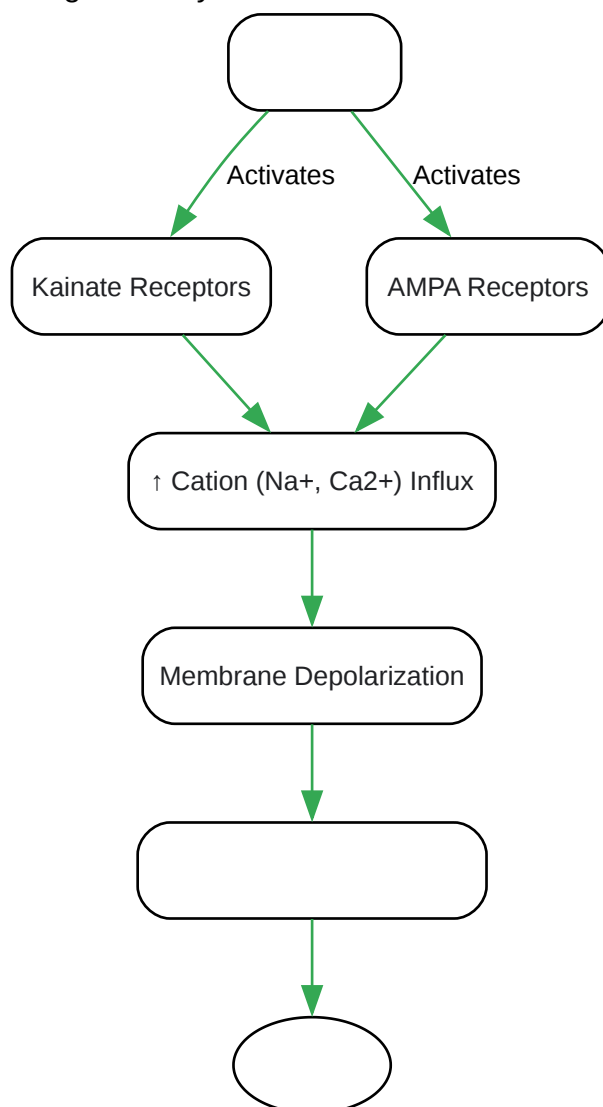 Activates
Activates
Kainate Receptors
AMPA Receptors
↑ Cation (Na+, Ca2+) Influx
Membrane Depolarization